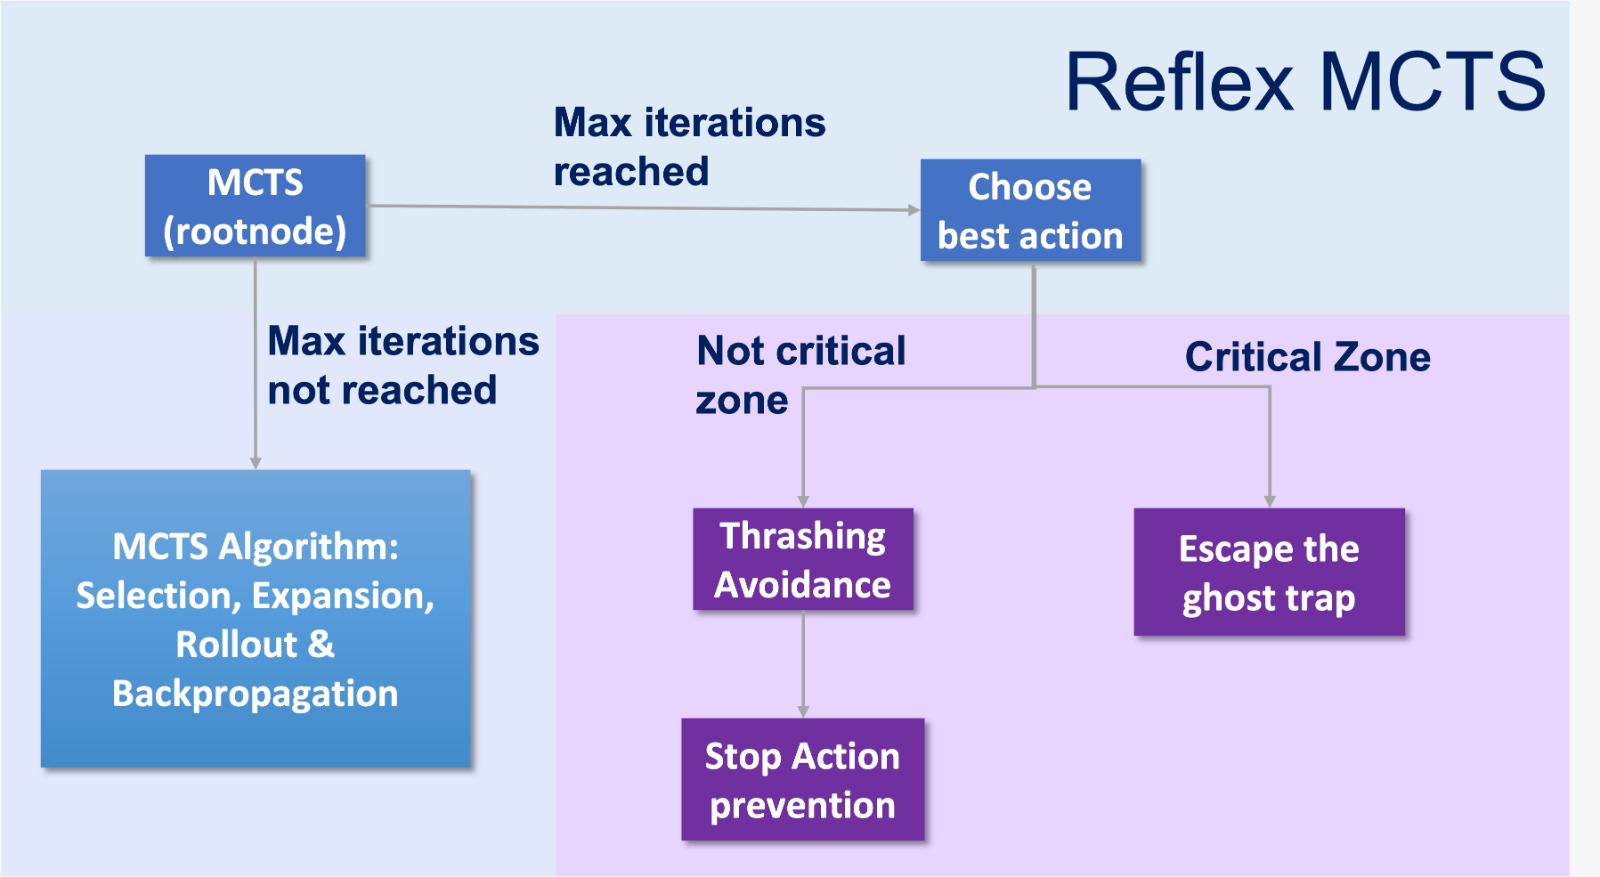 Reflex MCTS
Max iterations
reached
MCTS
(rootnode)
Choose
best action
Max iterations
not reached
Not critical
zone
Critical Zone
MCTS Algorithm:
Selection, Expansion,
Rollout &
Backpropagation
Thrashing
Avoidance
Escape the
ghost trap
Stop Action
prevention